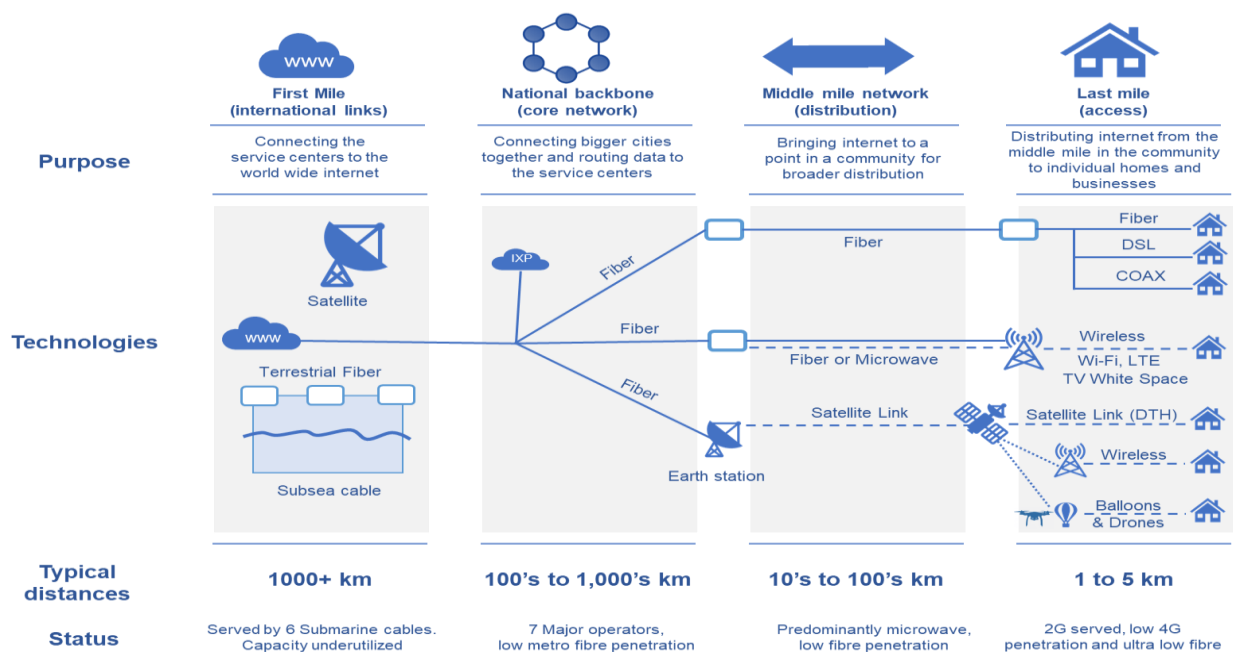 www
First Mile
(international links)
National backbone
(core network)
Middle mile network
(distribution)
Last mile
(access)
Purpose
Connecting the
service centers to the
world wide internet
Connecting bigger cities
together and routing data to
the service centers
Bringing internet to a
point in a community for
broader distribution
Distributing internet from the
middle mile in the community
to individual homes and
businesses
Technologies
Satellite
www
Terrestrial Fiber
Subsea cable
IXP
Fiber
Fiber
Fiber
Earth station
Fiber
Fiber or Microwave
Satellite Link
Fiber
DSL
COAX
Wireless
Wi-Fi, LTE
TV White Space
Satellite Link (DTH)
Wireless
Balloons
& Drones
Typical
distances
1000+ km
100's to 1,000's km
10's to 100's km
1 to 5 km
Status
Served by 6 Submarine cables.
Capacity underutilized
7 Major operators,
low metro fibre penetration
Predominantly microwave,
low fibre penetration
2G served, low 4G
penetration and ultra low fibre